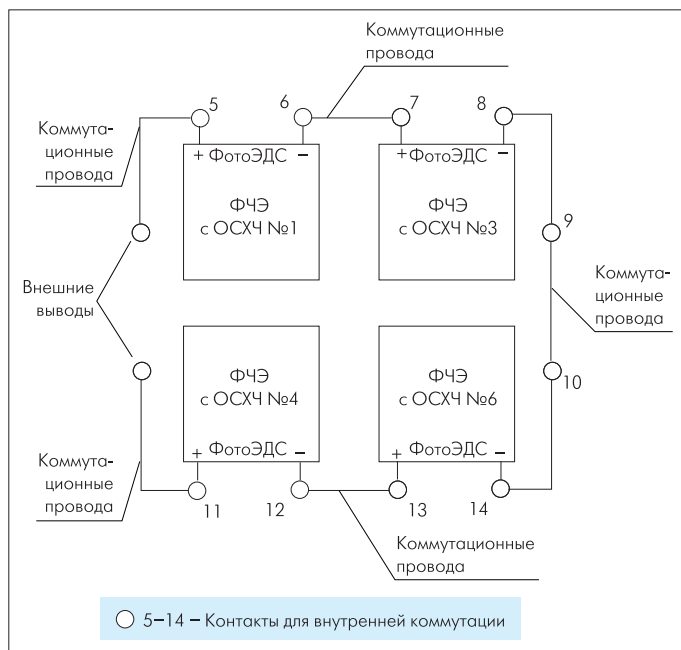 Коммутационные
провода
5
6
7
8
Коммута-
ционные
провода
+ ФотоЭДС −
+ ФотоЭДС −
ФЧЭ
с ОСХЧ №1
ФЧЭ
с ОСХЧ №3
9
Коммута-
ционные
провода
Внешние
выводы
ФЧЭ
с ОСХЧ №4
ФЧЭ
с ОСХЧ №6
10
+ ФотоЭДС −
+ ФотоЭДС −
Коммута-
ционные
провода
11
12
13
14
Коммутационные
провода
5–14 – Контакты для внутренней коммутации